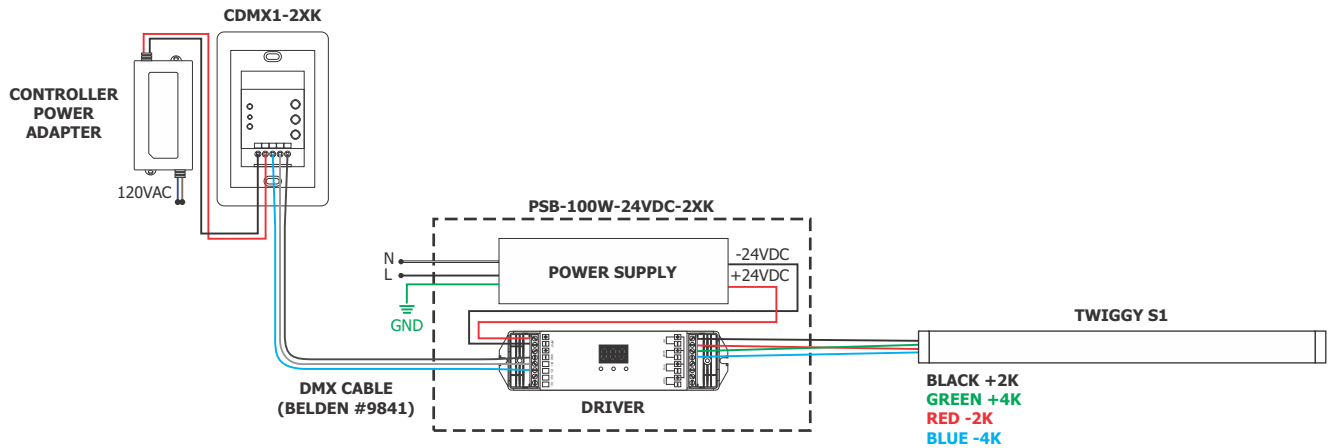 CDMX1-2XK
CONTROLLER
POWER
ADAPTER
120VAC
PSB-100W-24VDC-2XK
N
L
GND
POWER SUPPLY
-24VDC
+24VDC
TWIGGY S1
DMX CABLE
(BELDEN #9841)
DRIVER
BLACK +2K
GREEN +4K
RED -2K
BLUE -4K